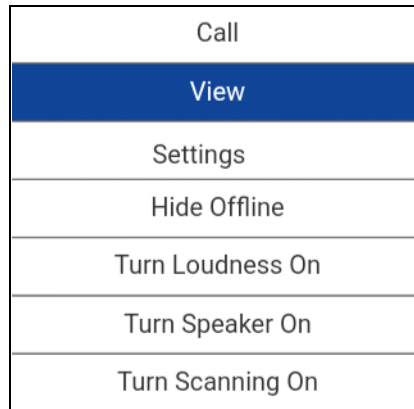 Call
View
Settings
Hide Offline
Turn Loudness On
Turn Speaker On
Turn Scanning On